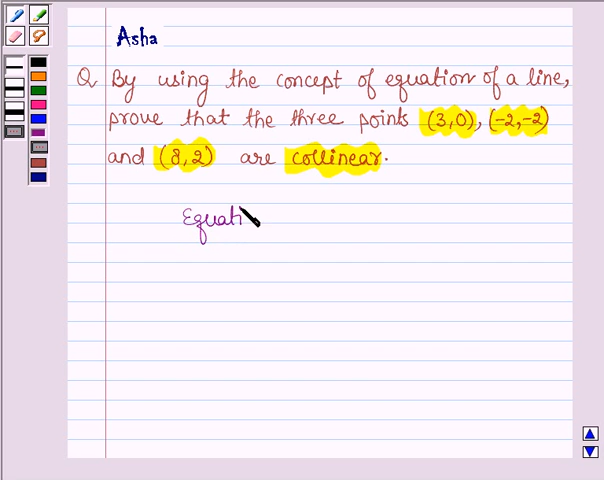 Asha
Q By using the concept of equation of a line,
prove that the three points (3,0), (-2,-2)
and (8,2) are collinear.
Equati